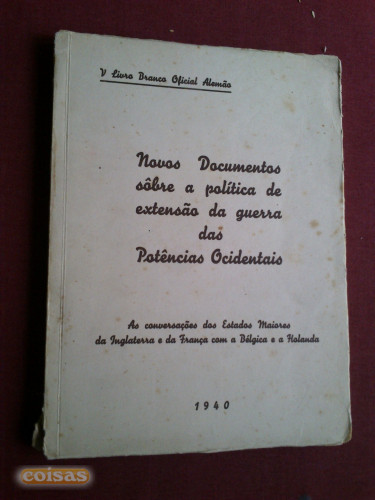 V Livro Branco Oficial Alemão
Novos Documentos
sôbre a política de
extensão da guerra
das
Potências Ocidentais
As conversações dos Estados Maiores
da Inglaterra e da França com a Bélgica e a Holanda
1940
coisas